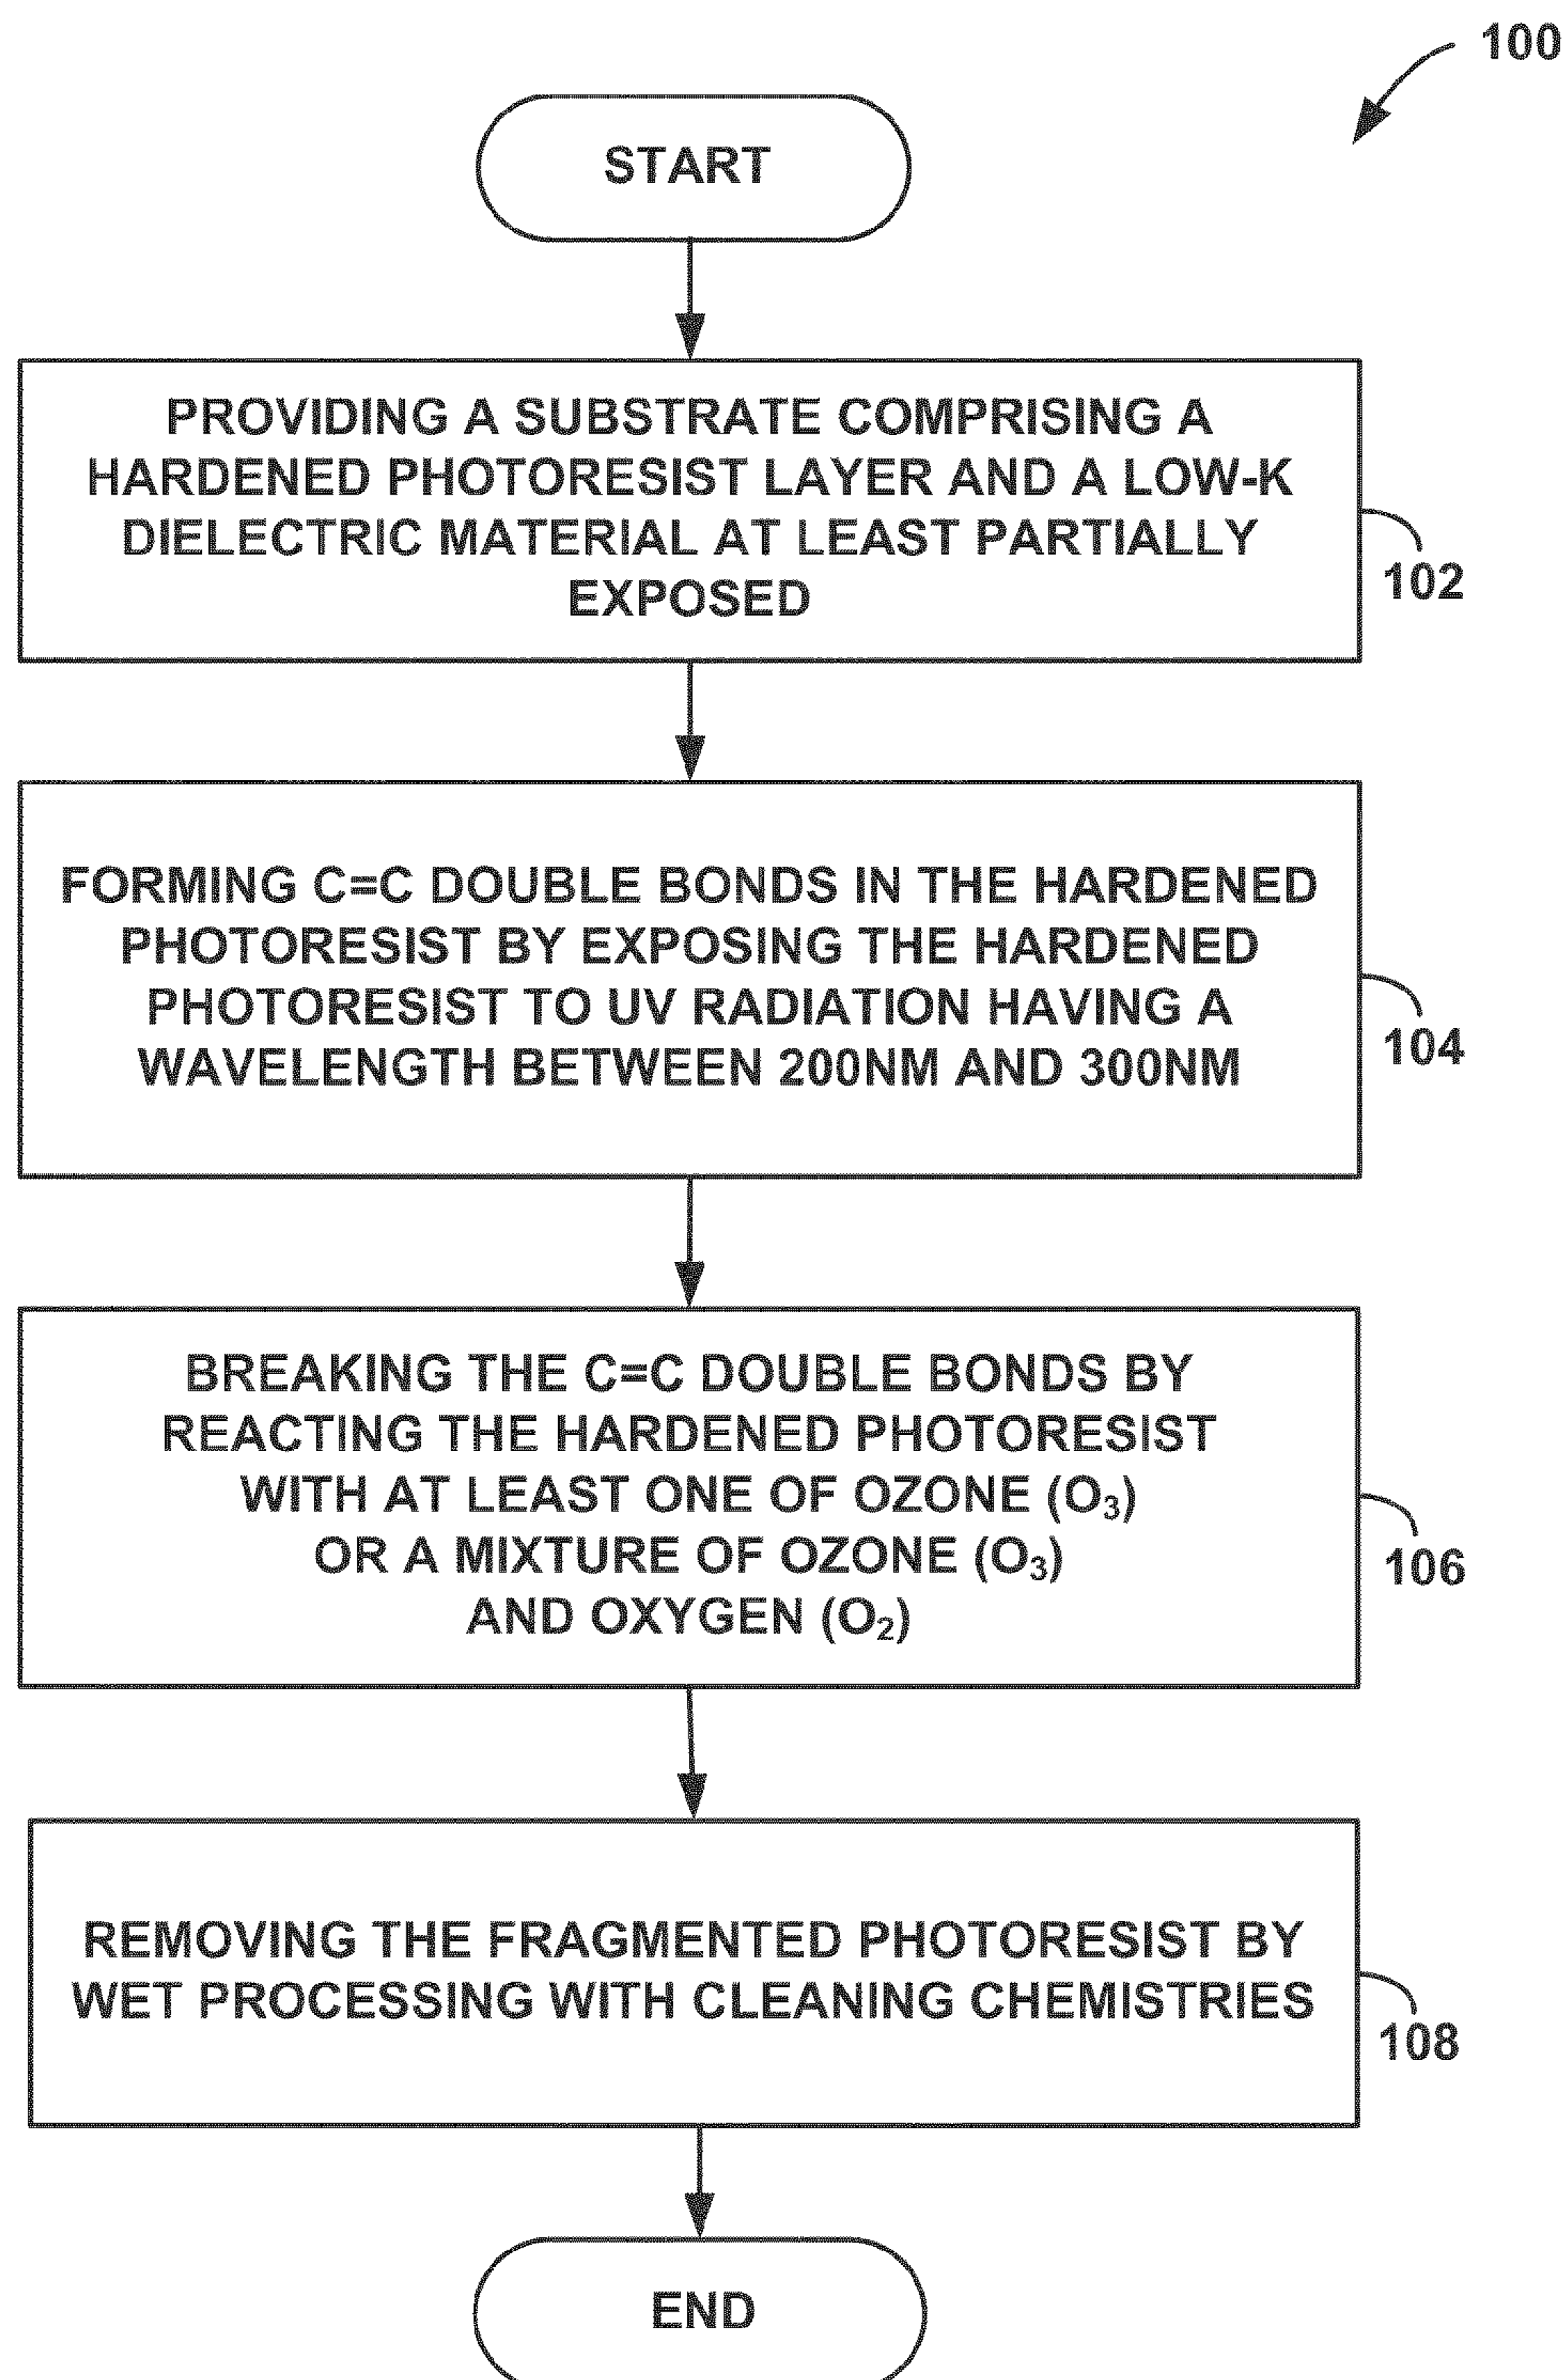 100
START
PROVIDING A SUBSTRATE COMPRISING A
HARDENED PHOTORESIST LAYER AND A LOW-K
DIELECTRIC MATERIAL AT LEAST PARTIALLY
EXPOSED
102
FORMING C=C DOUBLE BONDS IN THE HARDENED
PHOTORESIST BY EXPOSING THE HARDENED
PHOTORESIST TO UV RADIATION HAVING A
WAVELENGTH BETWEEN 200NM AND 300NM
104
BREAKING THE C=C DOUBLE BONDS BY
REACTING THE HARDENED PHOTORESIST
WITH AT LEAST ONE OF OZONE (O₃)
OR A MIXTURE OF OZONE (O₃)
AND OXYGEN (O₂)
106
REMOVING THE FRAGMENTED PHOTORESIST BY
WET PROCESSING WITH CLEANING CHEMISTRIES
108
END